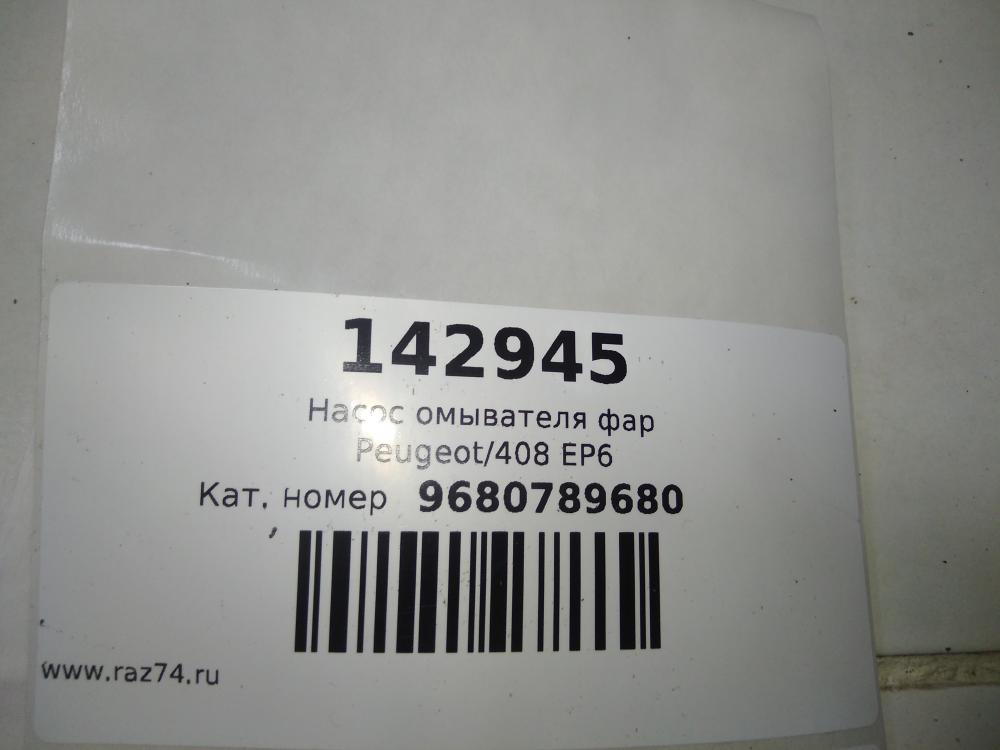 142945
Насос омывателя фар
Peugeot/408 EP6
Кат. номер 9680789680
www.raz74.ru